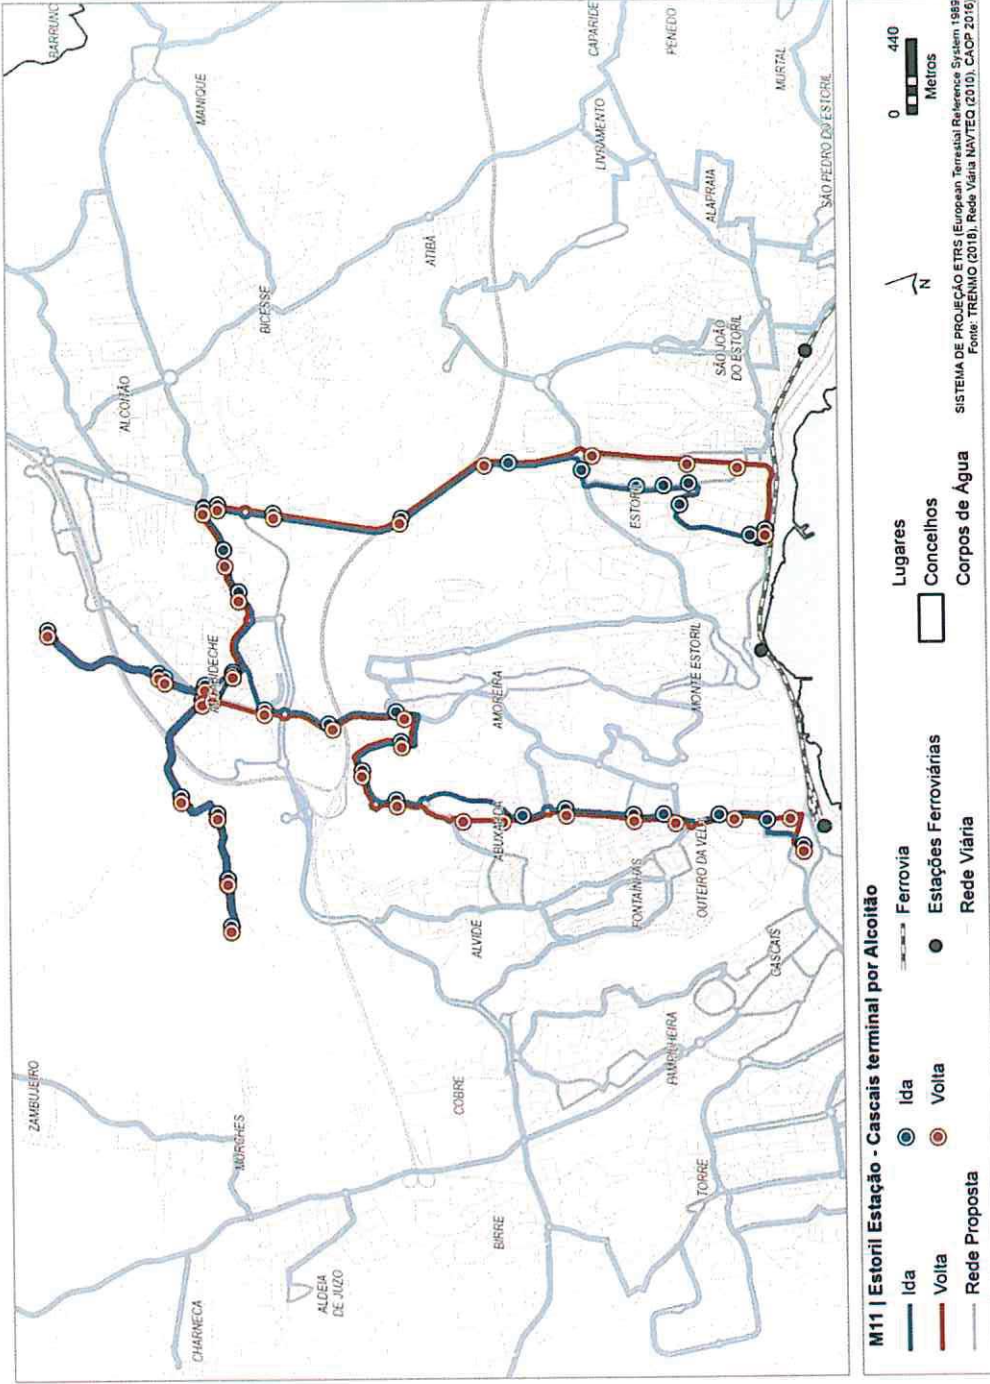 ZAMBUJEIRO
BARRUNC
ALCOITÃO
CHARNECA
MANIQUE
MURCHES
BICESSE
ALDEIA
DE JUZO
ATIBÁ
COBRE
ALVIDE
BIRRE
AMOREIRA
CAPARIDE
LIVRAMENTO
FONTAINHAS
ESTORIL
PAMPILHEIRA
PENEDO
MONTE ESTORIL
TORRE
OUTEIRO DA VELA
ALAPRAIA
SÃO JOÃO
DO ESTORIL
CASCAIS
MURTAL
SÃO PEDRO DO ESTORIL
M11 | Estoril Estação - Cascais terminal por Alcoitão
Ida
Volta
Rede Proposta
Ida
Volta
Ferrovia
Estações Ferroviárias
Rede Viária
Lugares
Concelhos
Corpos de Água
N
0 440
Metros
SISTEMA DE PROJEÇÃO ETRS (European Terrestrial Reference System 1989
Fonte: TRENMO (2018), Rede Viária NAVTEQ (2010), CAOP 2016